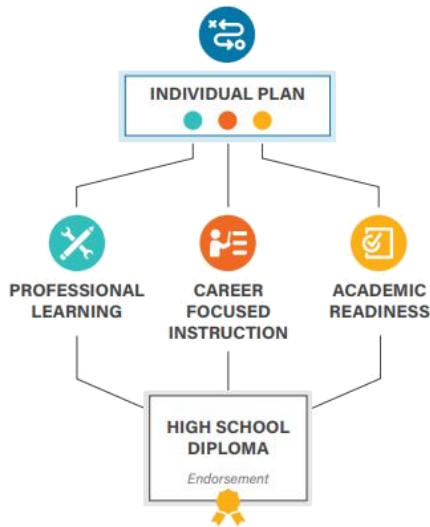 INDIVIDUAL PLAN
PROFESSIONAL
LEARNING
CAREER
FOCUSED
INSTRUCTION
ACADEMIC
READINESS
HIGH SCHOOL
DIPLOMA
Endorsement